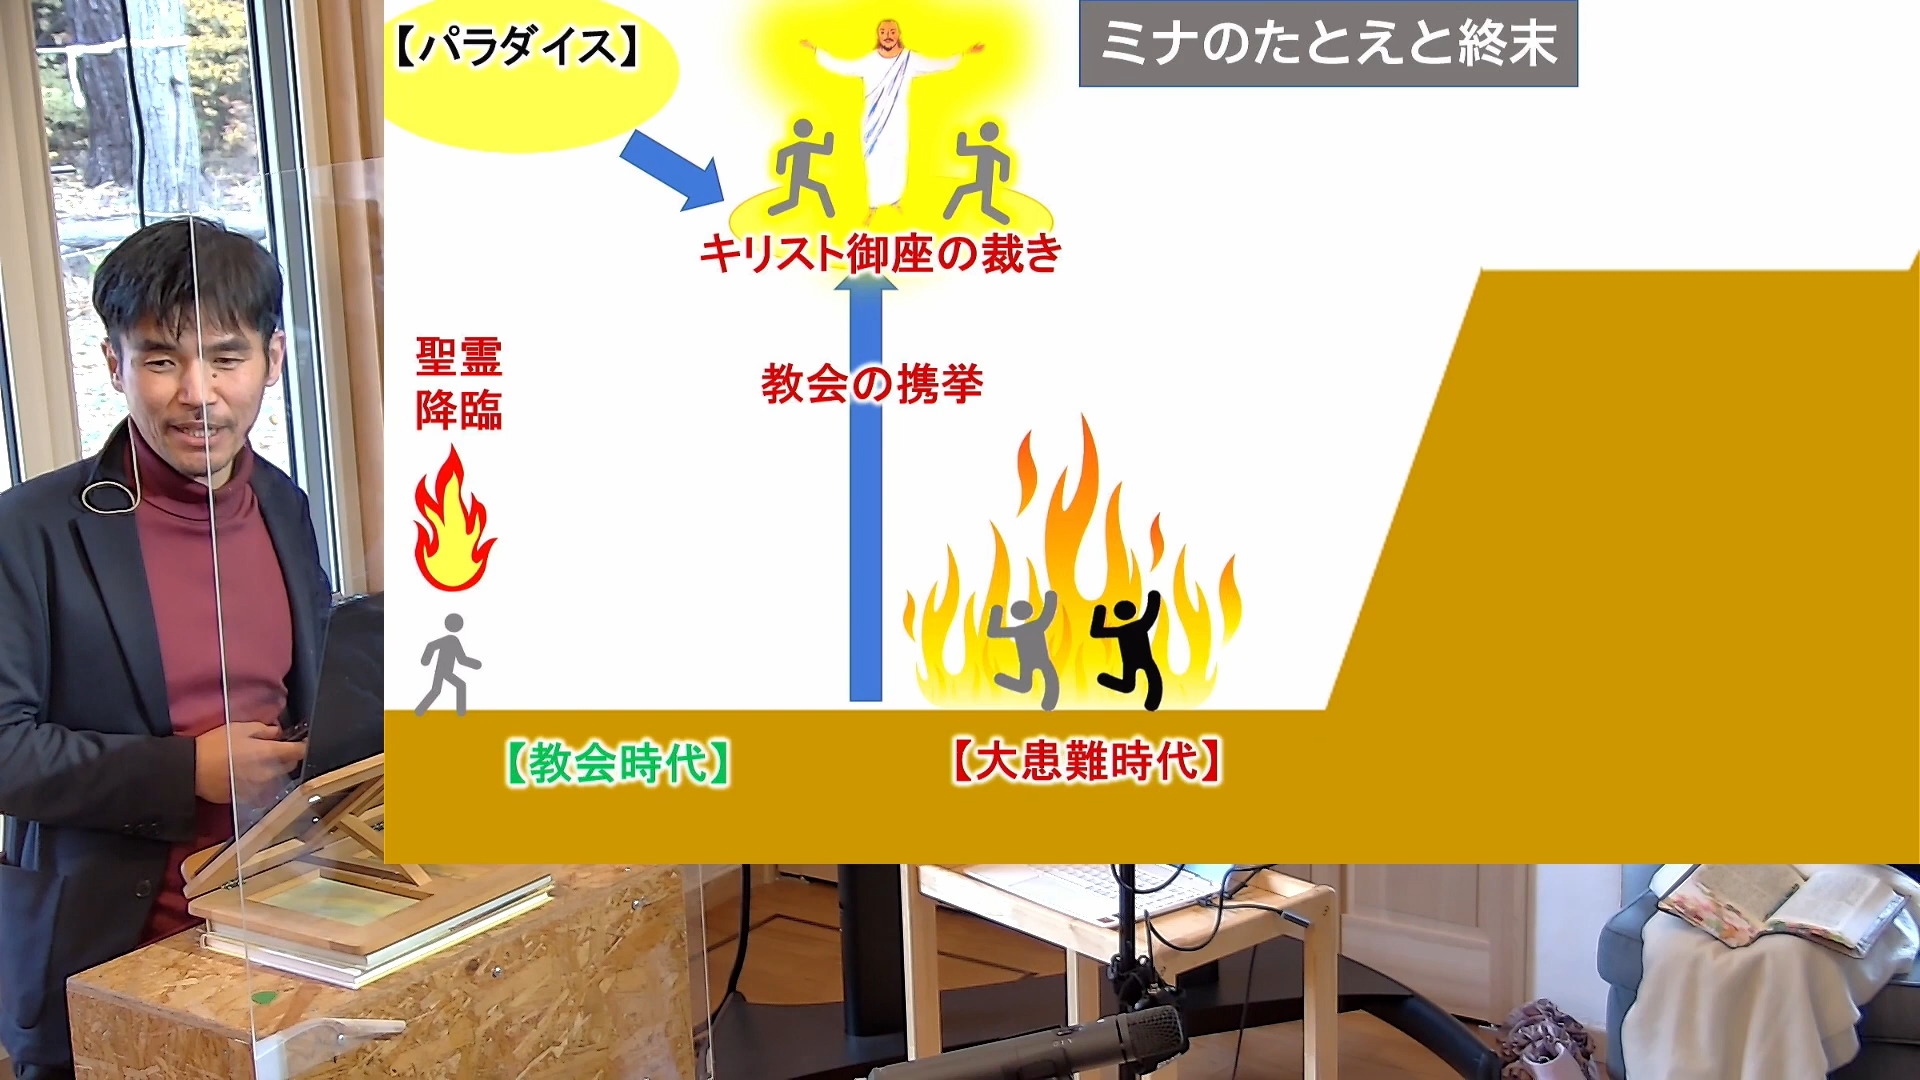 【パラダイス】
ミナのたとえと終末
キリスト御座の裁き
聖霊
降臨
教会の携挙
【教会時代】
【大患難時代】